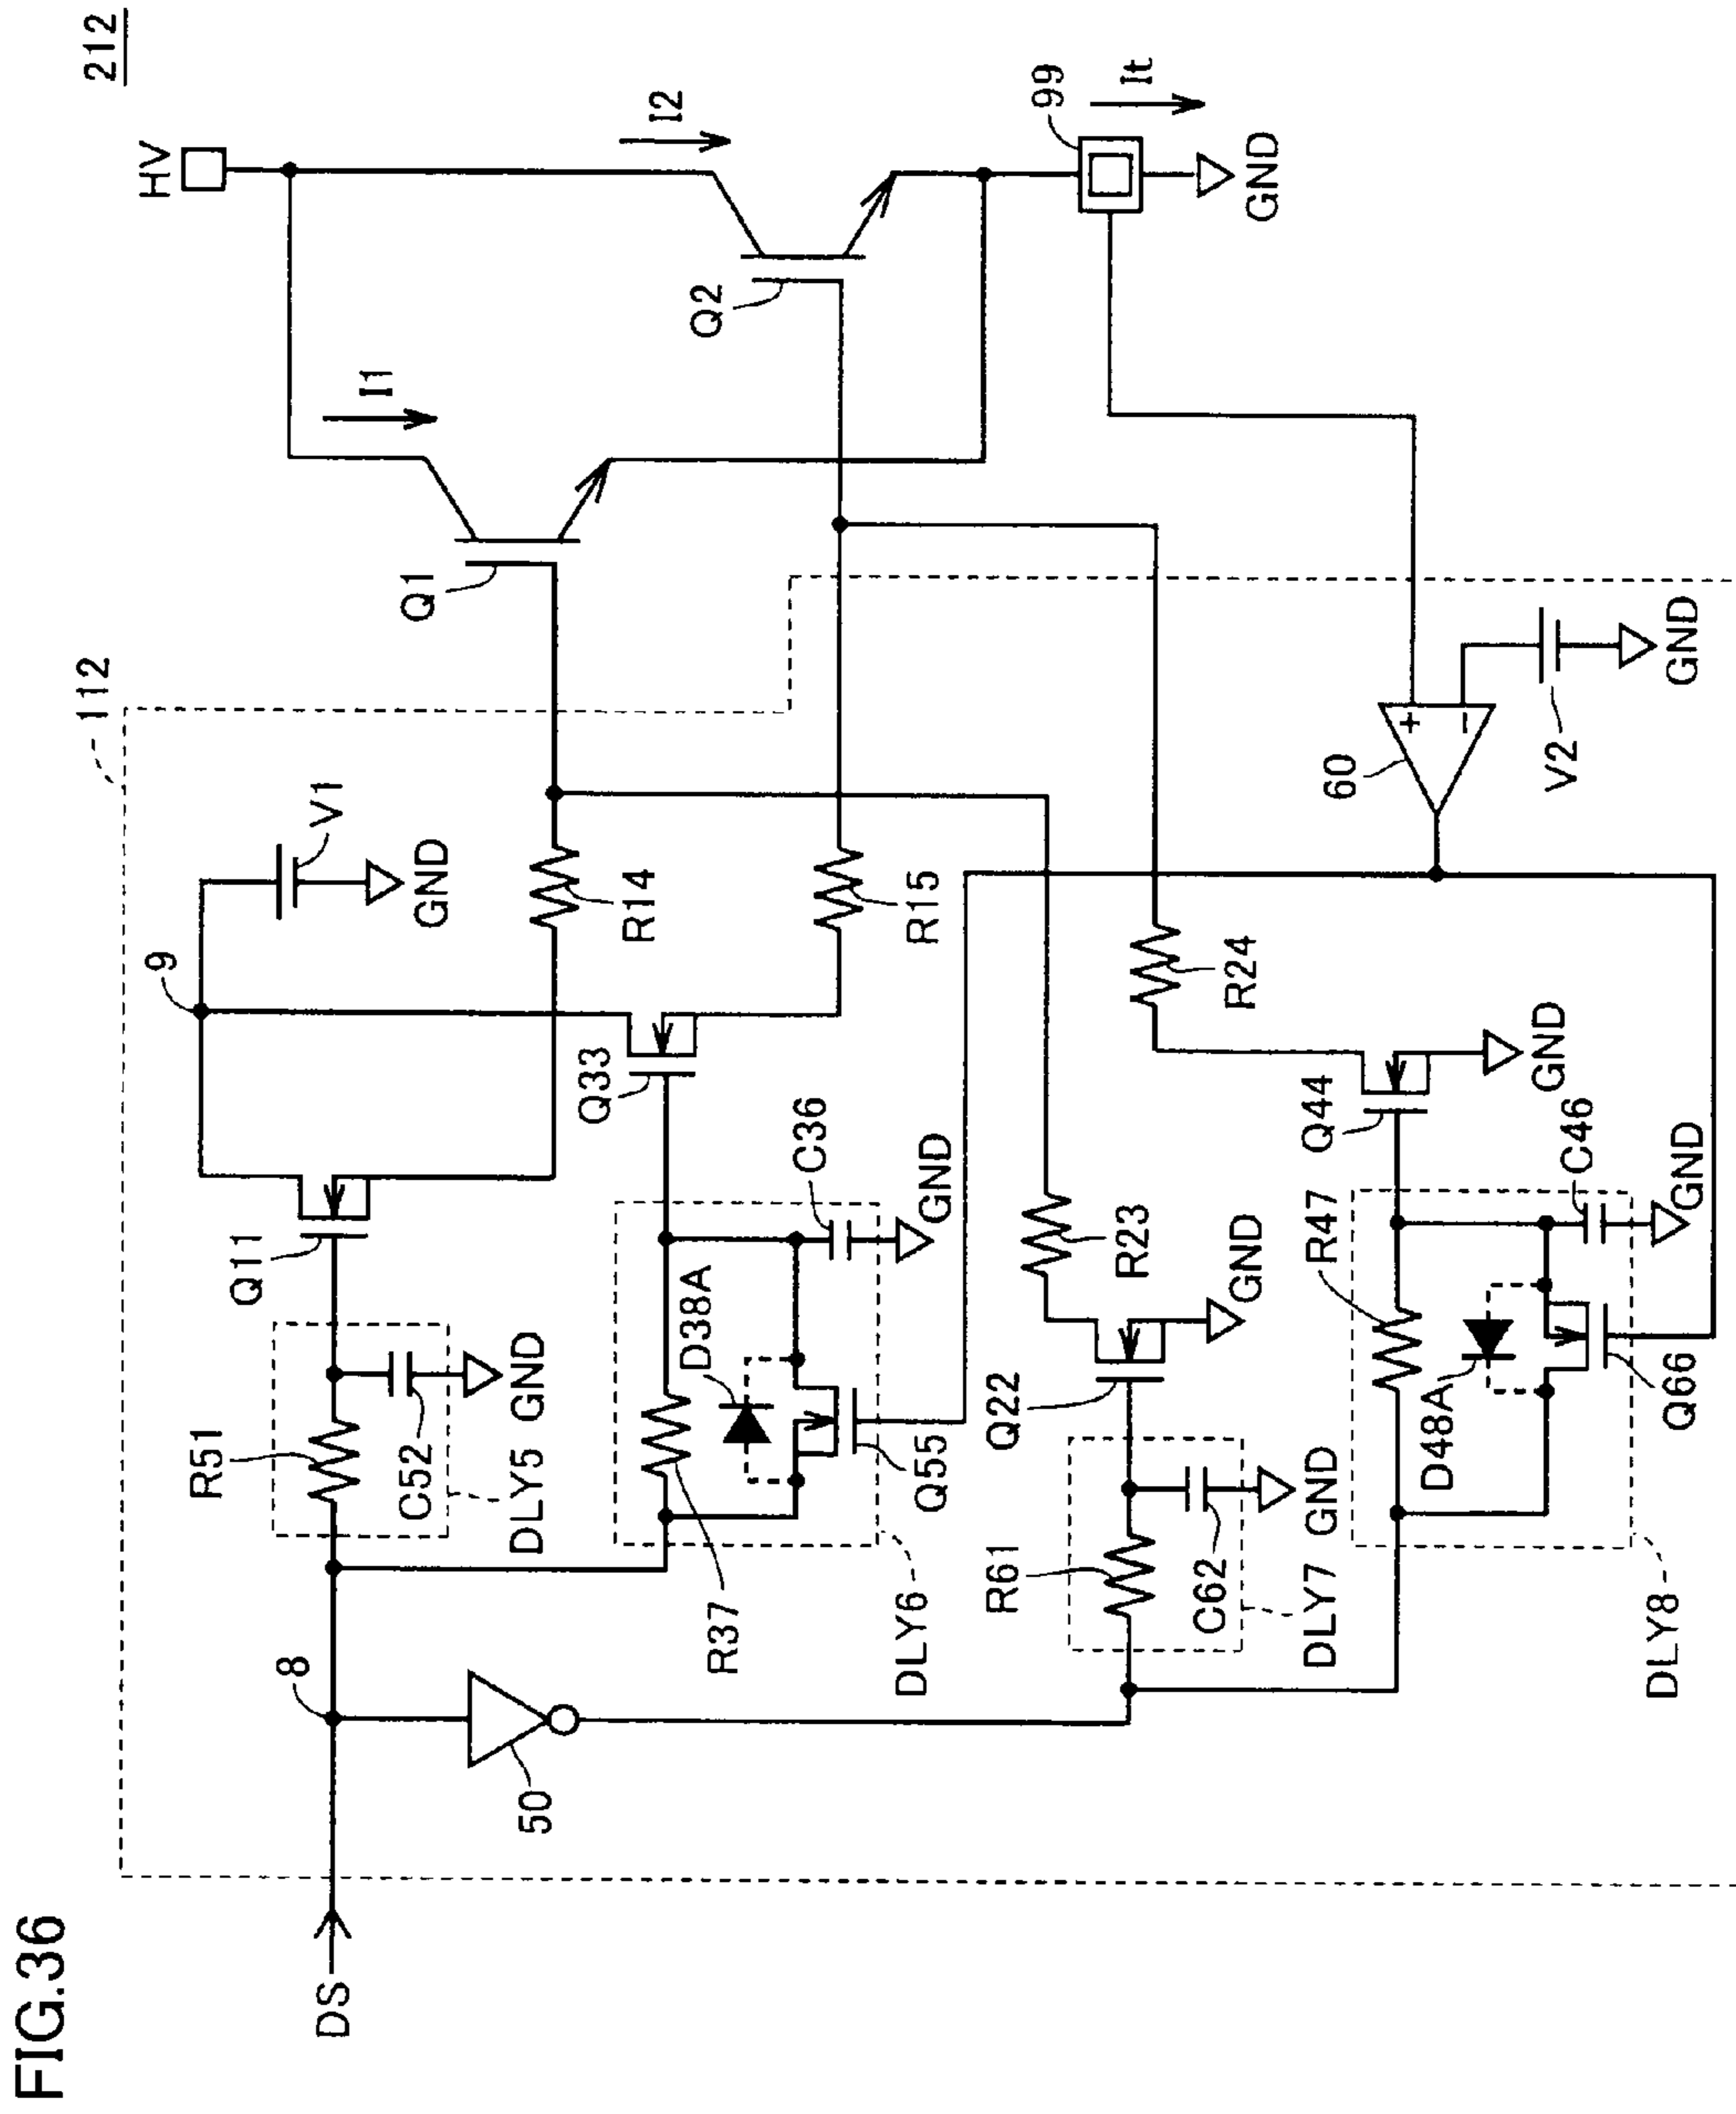 FIG.36
212
HV
I2
I1
99
It
GND
Q2
Q1
112
9
V1
GND
R14
R15
60
V2
GND
R24
Q33
Q11
C36
GND
Q44
GND
C46
GND
R23
R47
R51
C52
DLY5
GND
D38A
Q55
Q22
GND
D48A
Q66
R37
DLY6
R61
C62
DLY7
GND
DLY8
8
50
DS